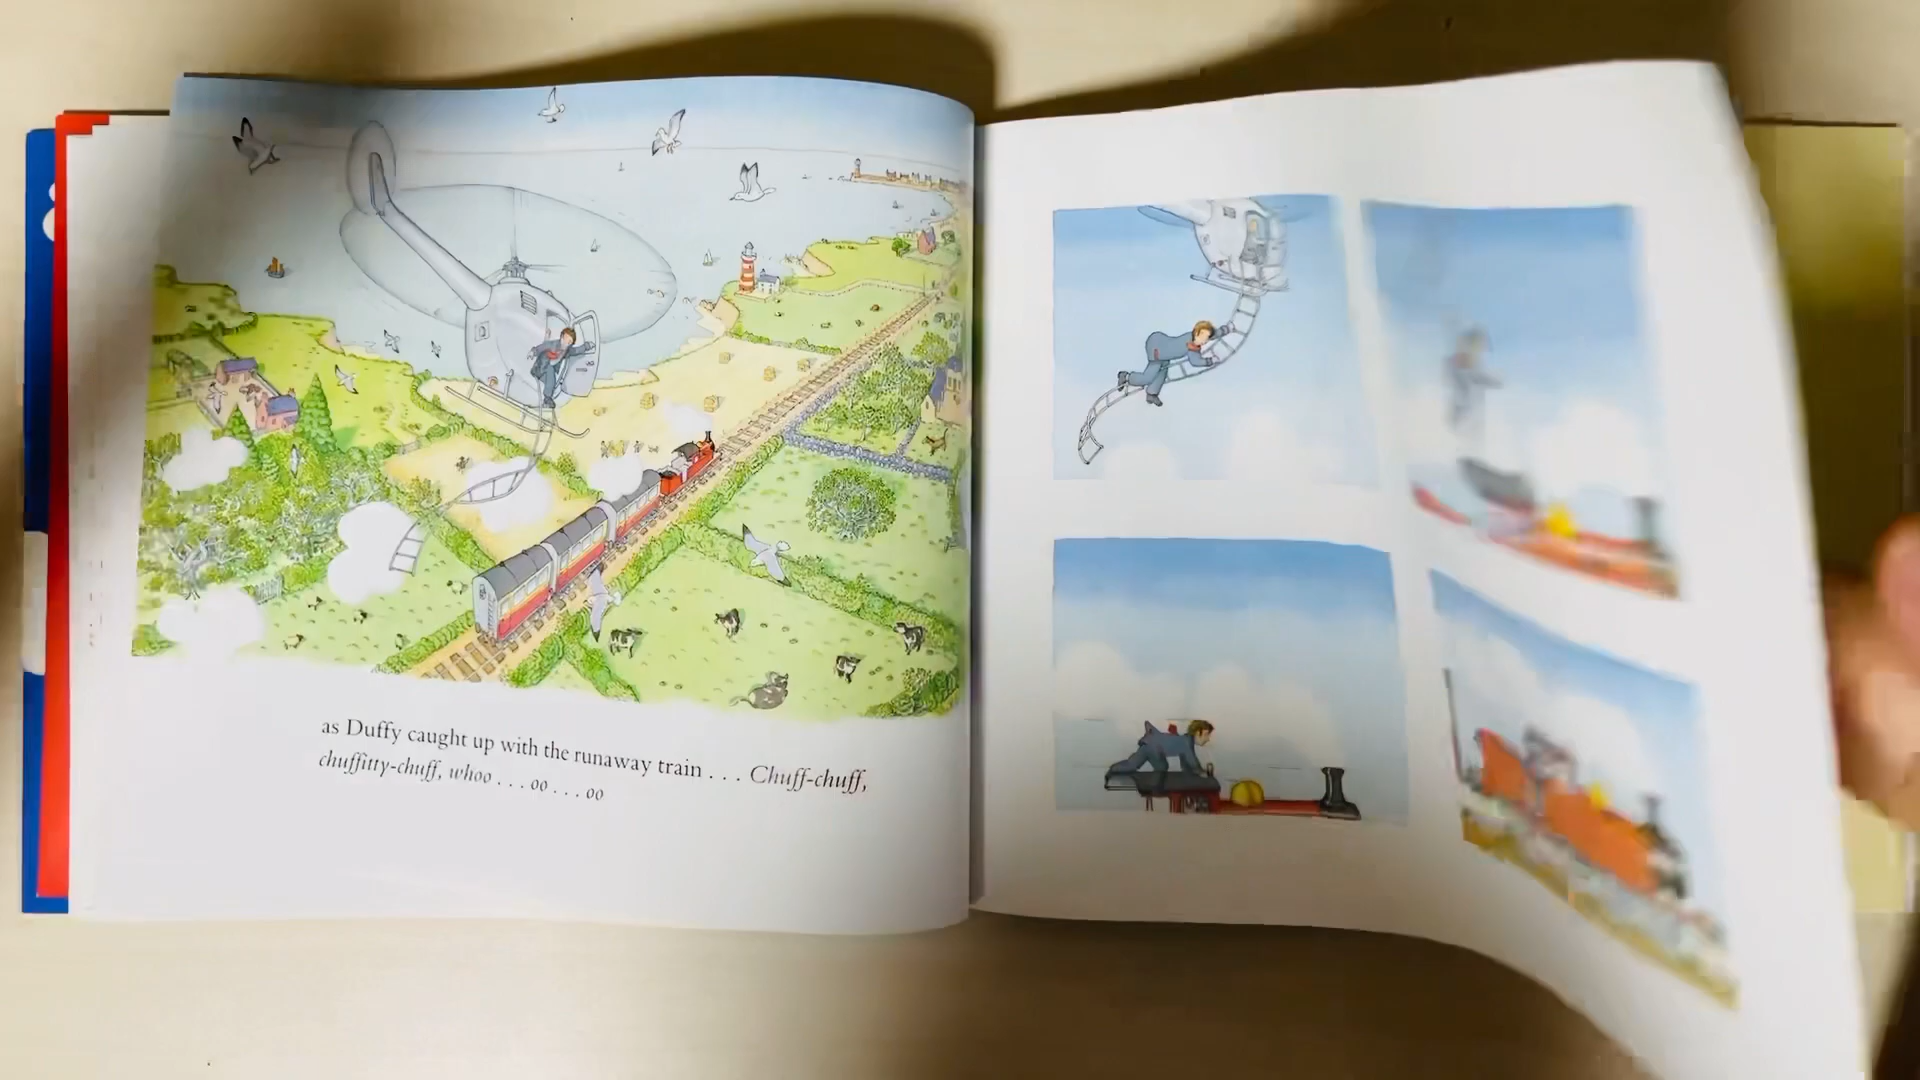 as Duffy caught up with the runaway train . . . Chuff-chuff,
chuffitty-chuff, whoo . . . oo . . . oo